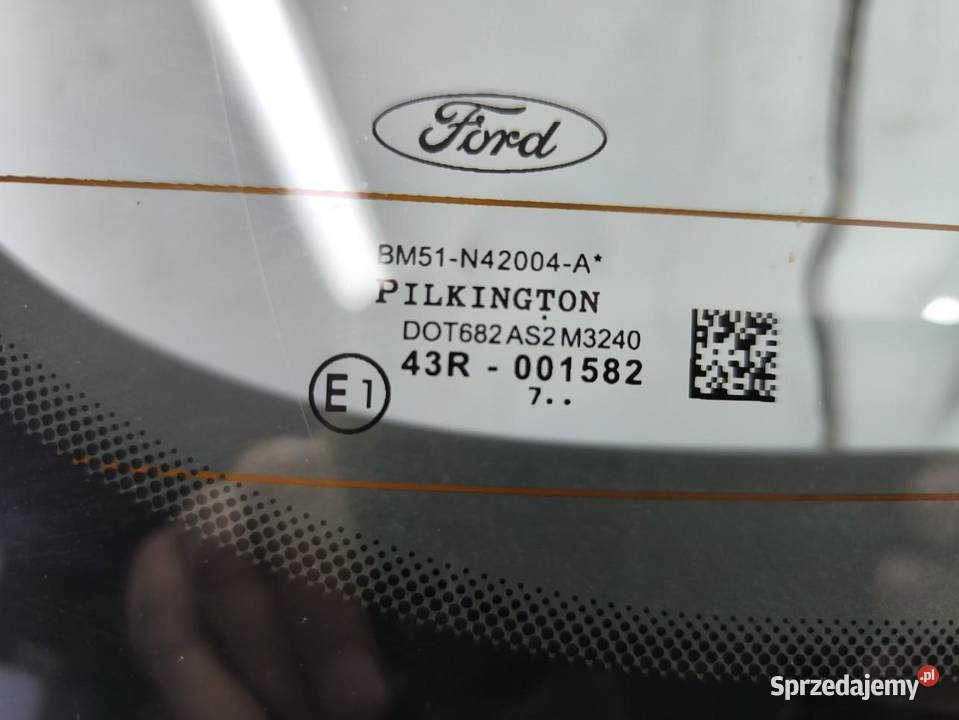 Ford
BM51-N42004-A*
PILKINGTON
DOT682 AS2 M3240
43R - 001582
E1
7..
Sprzedajemy.pl